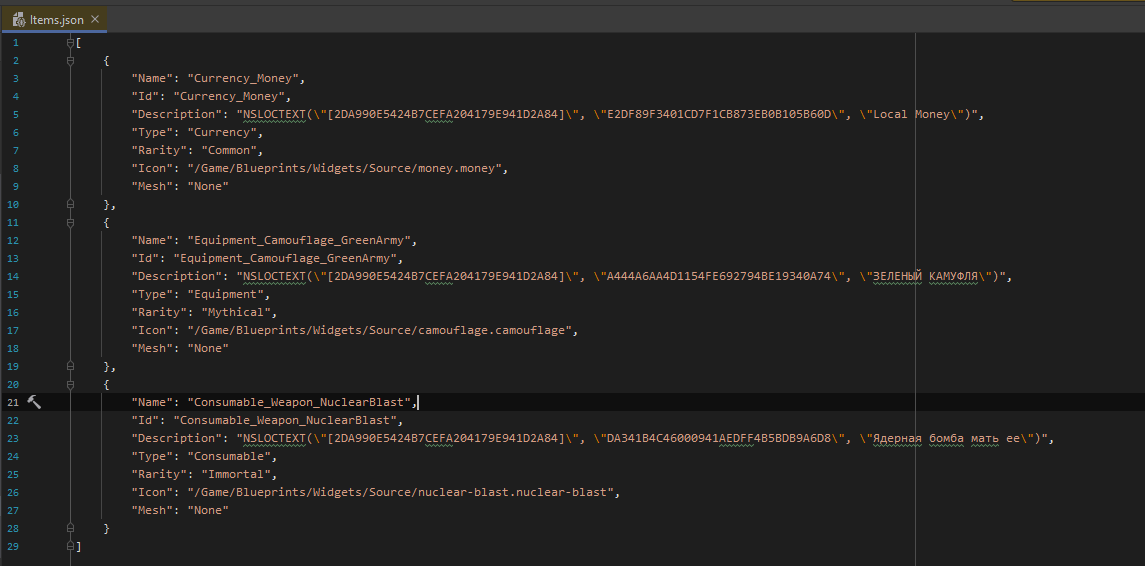 Items.json
1 [
2 {
3 "Name": "Currency_Money",
4 "Id": "Currency_Money",
5 "Description": "NSLOCTEXT(\"[2DA990E5424B7CEFA204179E941D2A84]\", \"E2DF89F3401CD7F1CB873EB0B105B60D\", \"Local Money\")",
6 "Type": "Currency",
7 "Rarity": "Common",
8 "Icon": "/Game/Blueprints/Widgets/Source/money.money",
9 "Mesh": "None"
10 },
11 {
12 "Name": "Equipment_Camouflage_GreenArmy",
13 "Id": "Equipment_Camouflage_GreenArmy",
14 "Description": "NSLOCTEXT(\"[2DA990E5424B7CEFA204179E941D2A84]\", \"A444A6AA4D1154FE692794BE19340A74\", \"ЗЕЛЕНЫЙ КАМУФЛЯ\")",
15 "Type": "Equipment",
16 "Rarity": "Mythical",
17 "Icon": "/Game/Blueprints/Widgets/Source/camouflage.camouflage",
18 "Mesh": "None"
19 },
20 {
21 "Name": "Consumable_Weapon_NuclearBlast",
22 "Id": "Consumable_Weapon_NuclearBlast",
23 "Description": "NSLOCTEXT(\"[2DA990E5424B7CEFA204179E941D2A84]\", \"DA341B4C46000941AEDFF4B5BDB9A6D8\", \"Ядерная бомба мать ее\")",
24 "Type": "Consumable",
25 "Rarity": "Immortal",
26 "Icon": "/Game/Blueprints/Widgets/Source/nuclear-blast.nuclear-blast",
27 "Mesh": "None"
28 }
29 ]